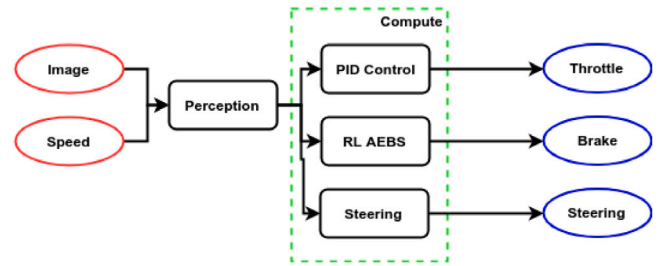 Compute
Image
PID Control
Throttle
Perception
Speed
RL AEBS
Brake
Steering
Steering